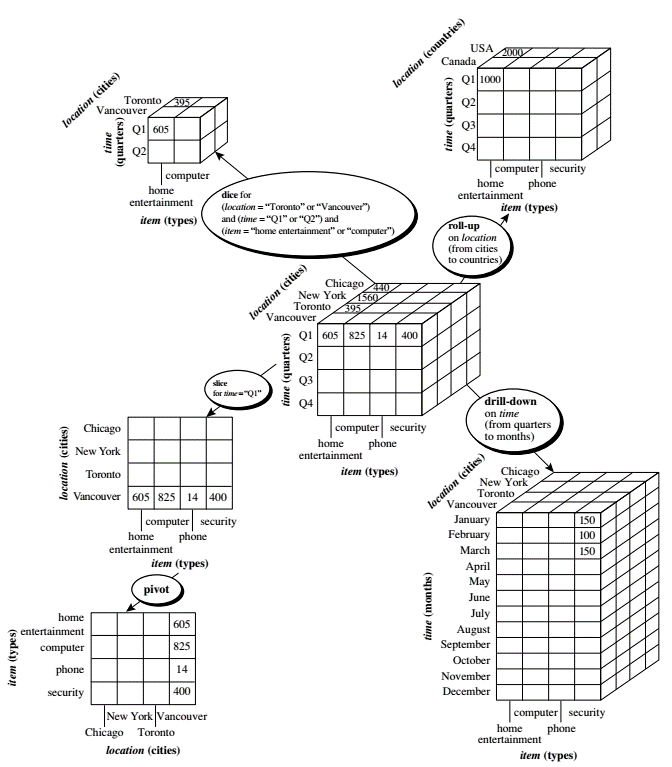 location (countries)
USA
2000
Canada
Q1
1000
Q2
Q3
Q4
time (quarters)
computer
security
home
entertainment
phone
item (types)
location (cities)
Toronto
395
Vancouver
Q1
605
Q2
time
(quarters)
computer
home
entertainment
item (types)
dice for
(location = “Toronto” or “Vancouver”)
and (time = “Q1” or “Q2”) and
(item = “home entertainment” or “computer”)
roll-up
on location
(from cities
to countries)
location (cities)
Chicago
440
New York
1560
Toronto
395
Vancouver
Q1
605 825 14 400
Q2
Q3
Q4
time (quarters)
computer
security
home
entertainment
phone
item (types)
slice
for time=“Q1”
drill-down
on time
(from quarters
to months)
location (cities)
Chicago
New York
Toronto
Vancouver
605 825 14 400
computer
security
home
entertainment
phone
item (types)
pivot
item (types)
home
entertainment
605
computer
825
phone
14
security
400
New York
Vancouver
Chicago
Toronto
location (cities)
location (cities)
Chicago
New York
Toronto
Vancouver
time (months)
January
150
February
100
March
150
April
May
June
July
August
September
October
November
December
computer
security
home
entertainment
phone
item (types)